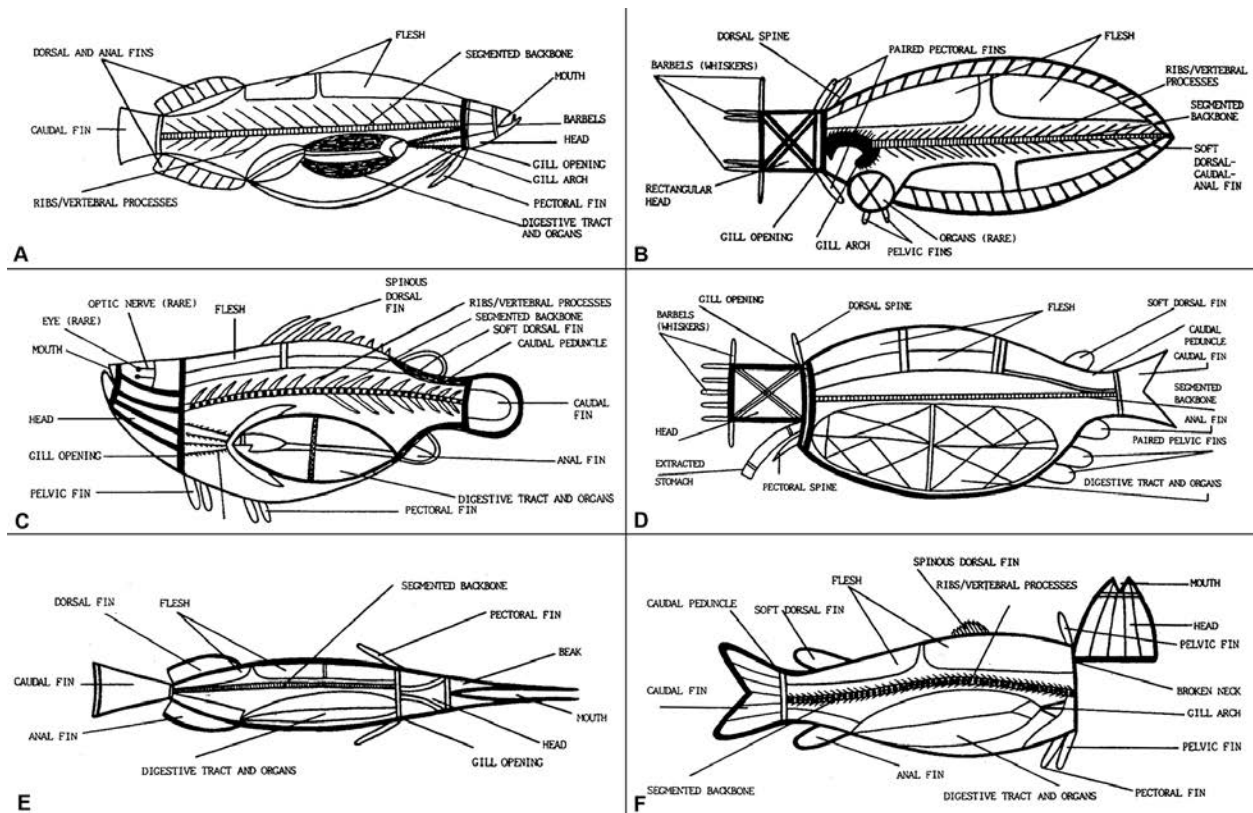 DORSAL AND ANAL FINS
FLESH
SEGMENTED BACKBONE
MOUTH
CAUDAL FIN
BARBELS
HEAD
GILL OPENING
GILL ARCH
PECTORAL FIN
RIBS/VERTEBRAL PROCESSES
DIGESTIVE TRACT
AND ORGANS
A
DORSAL SPINE
PAIRED PECTORAL FINS
FLESH
BARBELS (WHISKERS)
RIBS/VERTEBRAL
PROCESSES
SEGMENTED
BACKBONE
SOFT
DORSAL-
CAUDAL-
ANAL FIN
RECTANGULAR
HEAD
GILL OPENING
GILL ARCH
ORGANS (RARE)
PELVIC FINS
B
OPTIC NERVE (RARE)
EYE (RARE)
MOUTH
FLESH
SPINOUS
DORSAL
FIN
RIBS/VERTEBRAL PROCESSES
SEGMENTED BACKBONE
SOFT DORSAL FIN
CAUDAL PEDUNCLE
CAUDAL
FIN
HEAD
GILL OPENING
ANAL FIN
PELVIC FIN
DIGESTIVE TRACT AND ORGANS
PECTORAL FIN
C
GILL OPENING
BARBELS
(WHISKERS)
DORSAL SPINE
FLESH
SOFT DORSAL FIN
CAUDAL
PEDUNCLE
CAUDAL FIN
SEGMENTED
BACKBONE
ANAL FIN
PAIRED PELVIC FINS
HEAD
EXTRACTED
STOMACH
PECTORAL SPINE
DIGESTIVE TRACT AND ORGANS
D
DORSAL FIN
FLESH
SEGMENTED BACKBONE
PECTORAL FIN
BEAK
CAUDAL FIN
MOUTH
ANAL FIN
HEAD
GILL OPENING
DIGESTIVE TRACT AND ORGANS
E
SPINOUS DORSAL FIN
FLESH
RIBS/VERTEBRAL PROCESSES
MOUTH
CAUDAL PEDUNCLE
SOFT DORSAL FIN
HEAD
PELVIC FIN
CAUDAL FIN
BROKEN NECK
GILL ARCH
PELVIC FIN
ANAL FIN
SEGMENTED BACKBONE
DIGESTIVE TRACT AND ORGANS
PECTORAL FIN
F